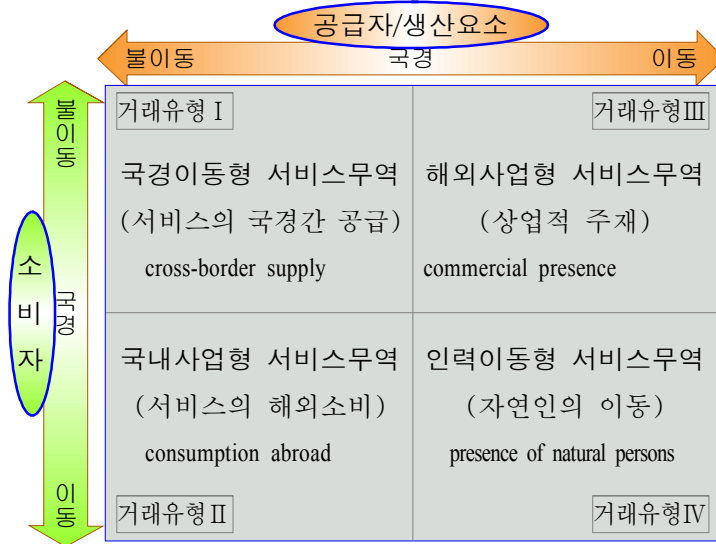 공급자/생산요소
불이동 국경 이동
불이동
국경
이동
소비자
거래유형 I
국경이동형 서비스무역
(서비스의 국경간 공급)
cross-border supply
거래유형III
해외사업형 서비스무역
(상업적 주재)
commercial presence
국내사업형 서비스무역
(서비스의 해외소비)
consumption abroad
거래유형II
인력이동형 서비스무역
(자연인의 이동)
presence of natural persons
거래유형IV